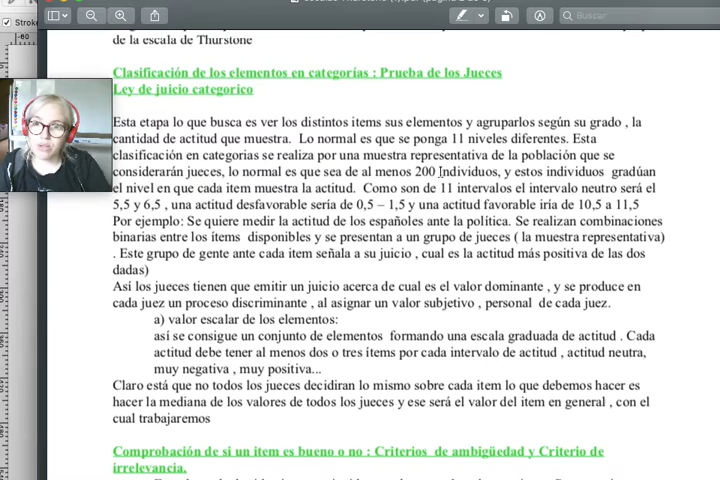 Stroke
-60
Buscar
de la escala de Thurstone
Clasificación de los elementos en categorías : Prueba de los Jueces
Ley de juicio categorico
Esta etapa lo que busca es ver los distintos items sus elementos y agruparlos según su grado , la
cantidad de actitud que muestra. Lo normal es que se ponga 11 niveles diferentes. Esta
clasificación en categorias se realiza por una muestra representativa de la población que se
considerarán jueces, lo normal es que sea de al menos 200 individuos, y estos individuos gradúan
el nivel en que cada item muestra la actitud. Como son de 11 intervalos el intervalo neutro será el
5,5 y 6,5 , una actitud desfavorable sería de 0,5 – 1,5 y una actitud favorable iría de 10,5 a 11,5
Por ejemplo: Se quiere medir la actitud de los españoles ante la política. Se realizan combinaciones
binarias entre los ítems disponibles y se presentan a un grupo de jueces ( la muestra representativa)
. Este grupo de gente ante cada item señala a su juicio , cual es la actitud más positiva de las dos
dadas)
Así los jueces tienen que emitir un juicio acerca de cual es el valor dominante , y se produce en
cada juez un proceso discriminante , al asignar un valor subjetivo , personal de cada juez.
a) valor escalar de los elementos:
así se consigue un conjunto de elementos formando una escala graduada de actitud . Cada
actitud debe tener al menos dos o tres ítems por cada intervalo de actitud , actitud neutra,
muy negativa , muy positiva...
Claro está que no todos los jueces decidiran lo mismo sobre cada item lo que debemos hacer es
hacer la mediana de los valores de todos los jueces y ese será el valor del item en general , con el
cual trabajaremos
Comprobación de si un item es bueno o no : Criterios de ambigüedad y Criterio de
irrelevancia.